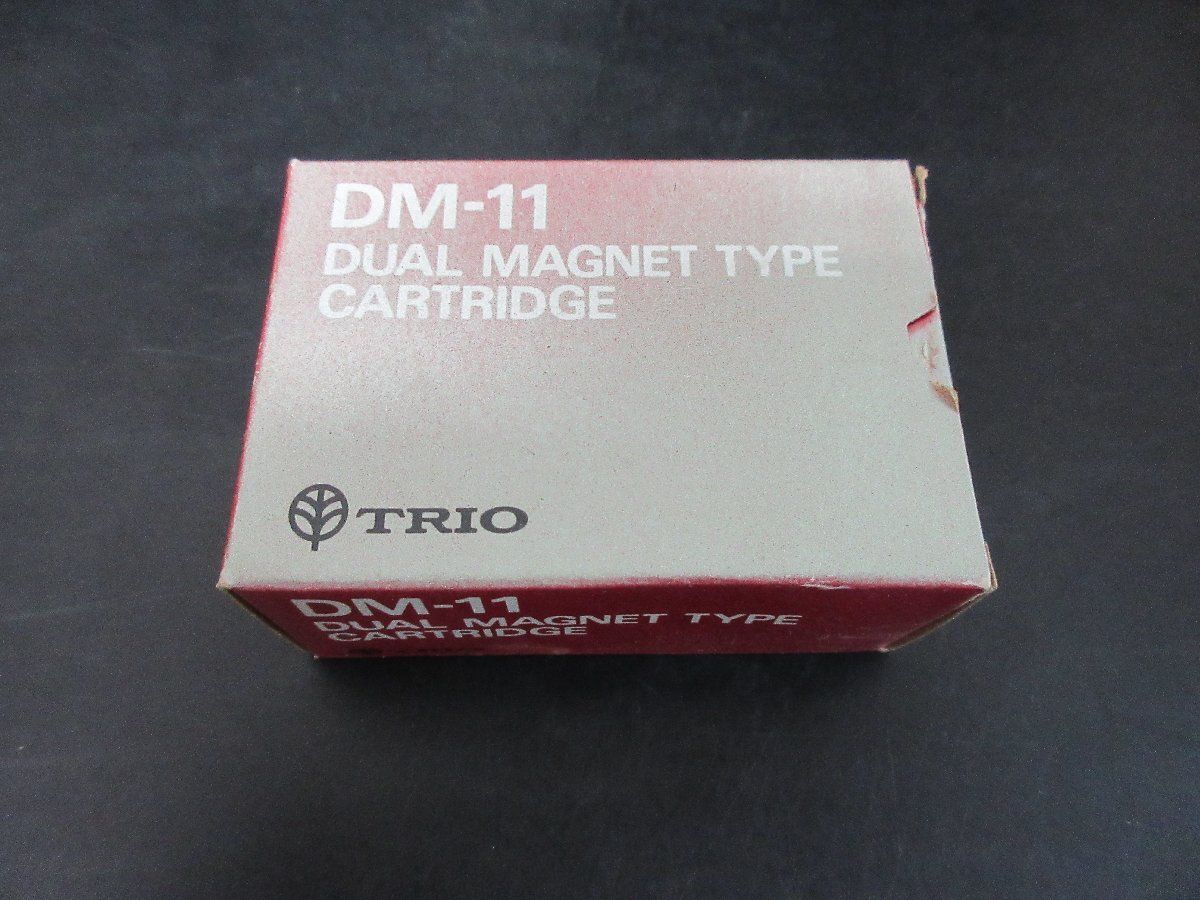 DM-11
DUAL MAGNET TYPE
CARTRIDGE
TRIO
DM-11
DUAL MAGNET TYPE
CARTRIDGE